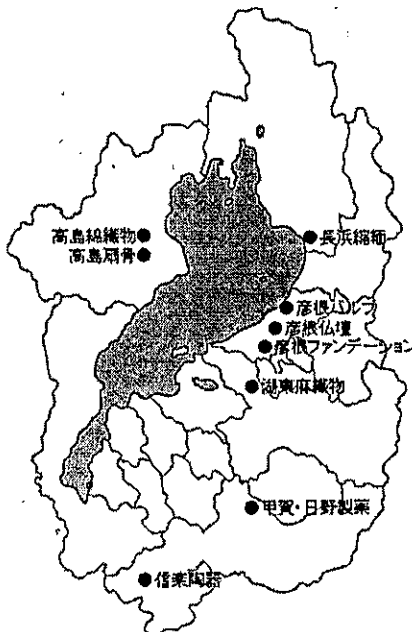 高島綿織物
高島扇骨
長浜縮緬
彦根バルブ
彦根仏壇
彦根ファンデーション
湖東麻織物
甲賀・日野製薬
信楽陶器